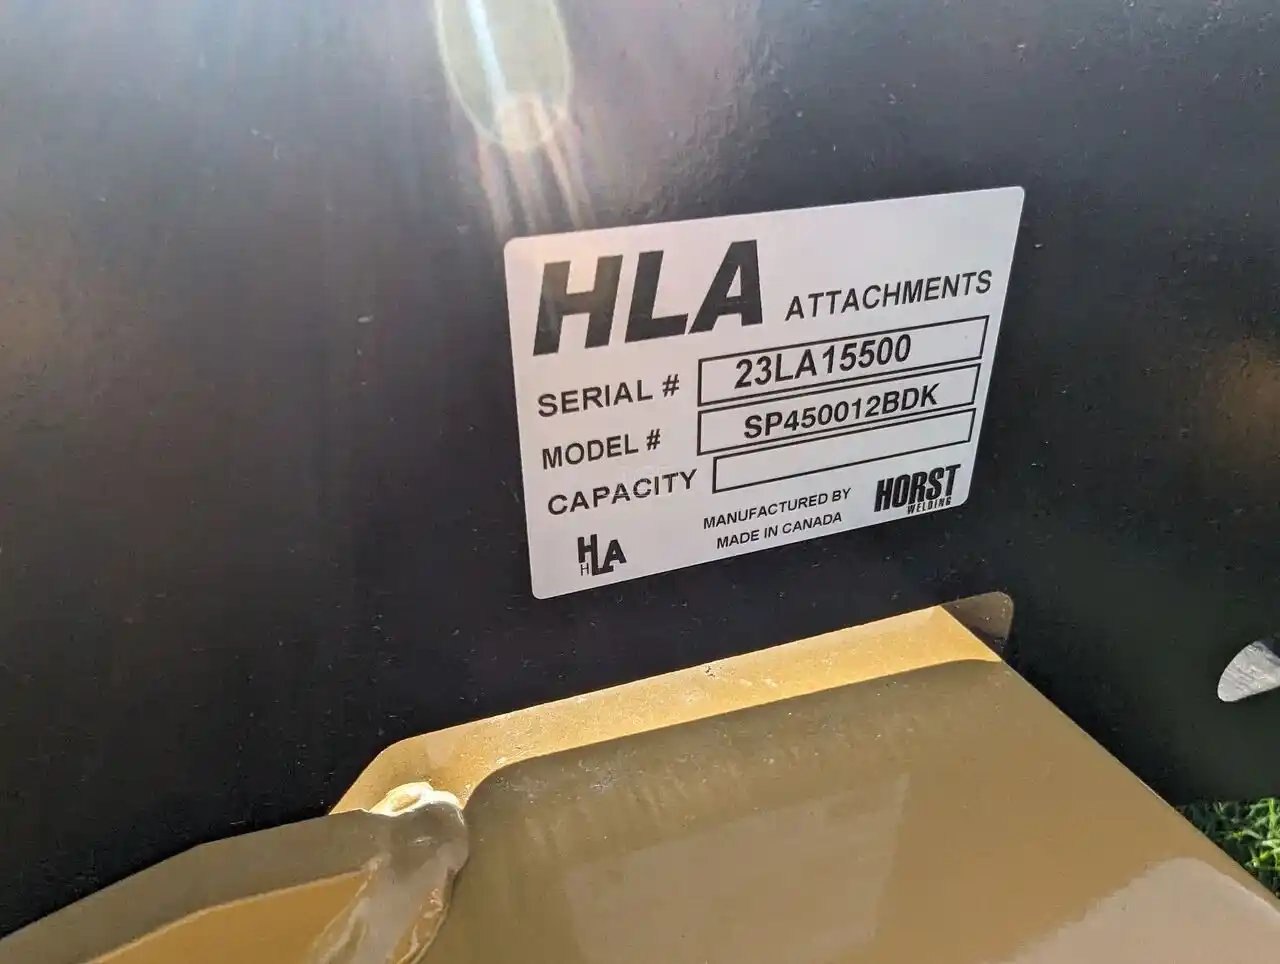 HLA ATTACHMENTS
SERIAL # 23LA15500
MODEL # SP450012BDK
CAPACITY
MANUFACTURED BY HORST
WELDING
MADE IN CANADA
HLA